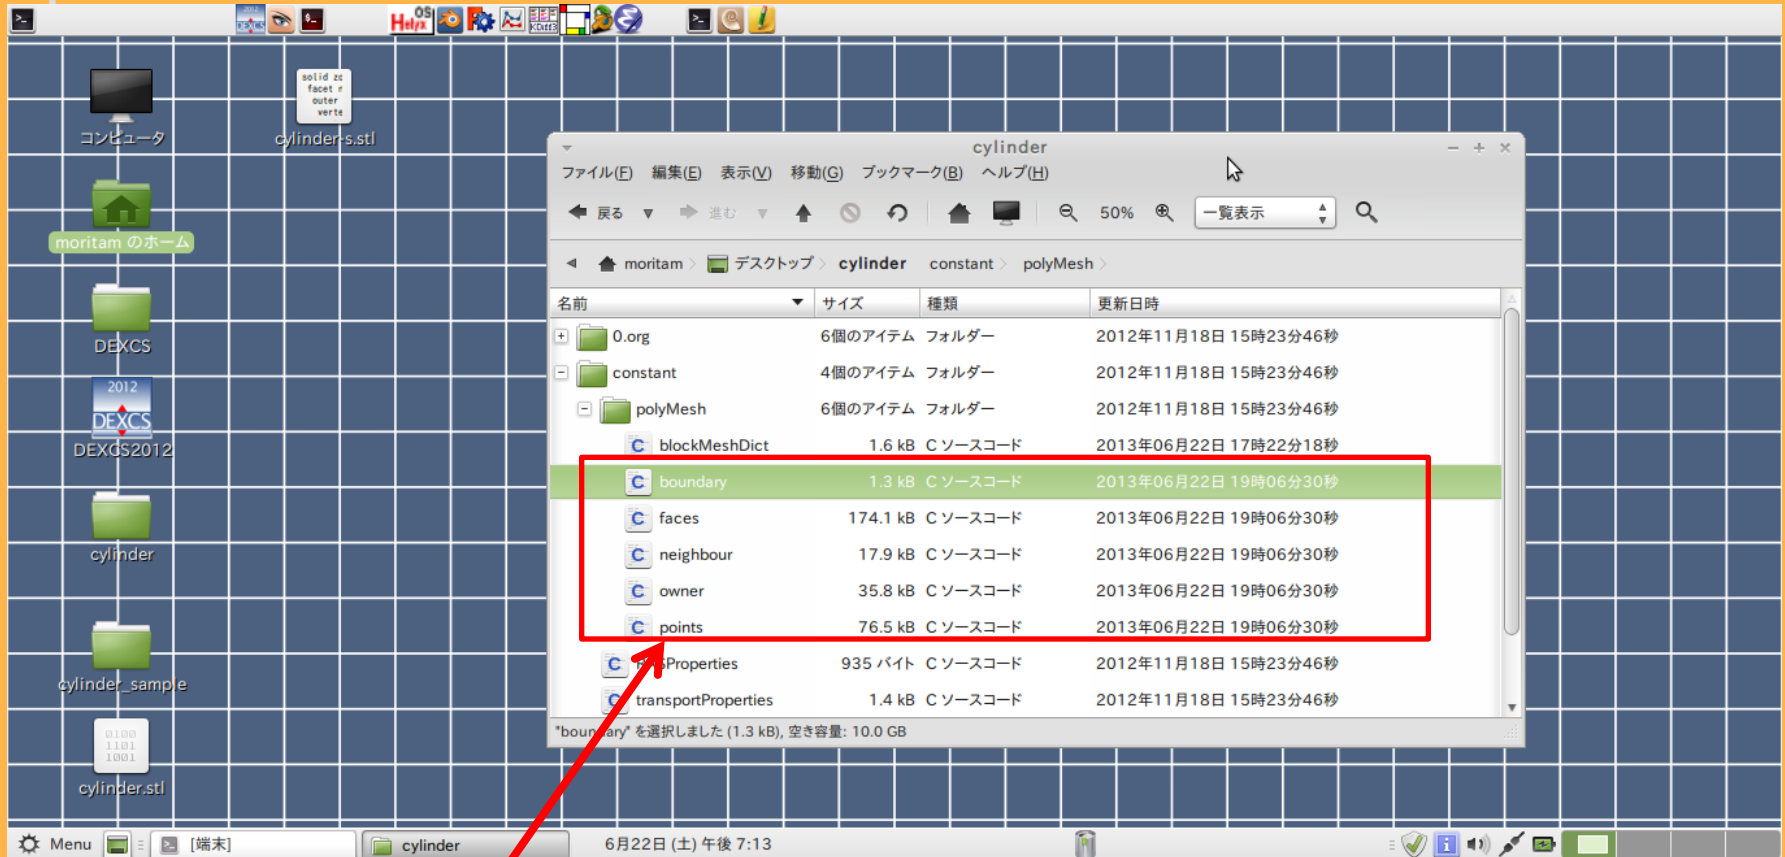 2012
DEXCS
OS
Helyx
KDiff3
コンピュータ
solid zc
facet n
outer
verte
cylinder-s.stl
moritam のホーム
DEXCS
2012
DEXCS
DEXCS2012
cylinder
cylinder_sample
0100
1101
1001
cylinder.stl
cylinder
ファイル(F) 編集(E) 表示(V) 移動(G) ブックマーク(B) ヘルプ(H)
戻る 進む 50% 一覧表示
moritam デスクトップ cylinder constant polyMesh
名前 サイズ 種類 更新日時
0.org 6個のアイテム フォルダー 2012年11月18日 15時23分46秒
constant 4個のアイテム フォルダー 2012年11月18日 15時23分46秒
polyMesh 6個のアイテム フォルダー 2012年11月18日 15時23分46秒
blockMeshDict 1.6 kB C ソースコード 2013年06月22日 17時22分18秒
boundary 1.3 kB C ソースコード 2013年06月22日 19時06分30秒
faces 174.1 kB C ソースコード 2013年06月22日 19時06分30秒
neighbour 17.9 kB C ソースコード 2013年06月22日 19時06分30秒
owner 35.8 kB C ソースコード 2013年06月22日 19時06分30秒
points 76.5 kB C ソースコード 2013年06月22日 19時06分30秒
935 バイト C ソースコード 2012年11月18日 15時23分46秒
transportProperties 1.4 kB C ソースコード 2012年11月18日 15時23分46秒
"boundary" を選択しました (1.3 kB), 空き容量: 10.0 GB
Menu [端末] cylinder 6月22日 (土) 午後 7:13